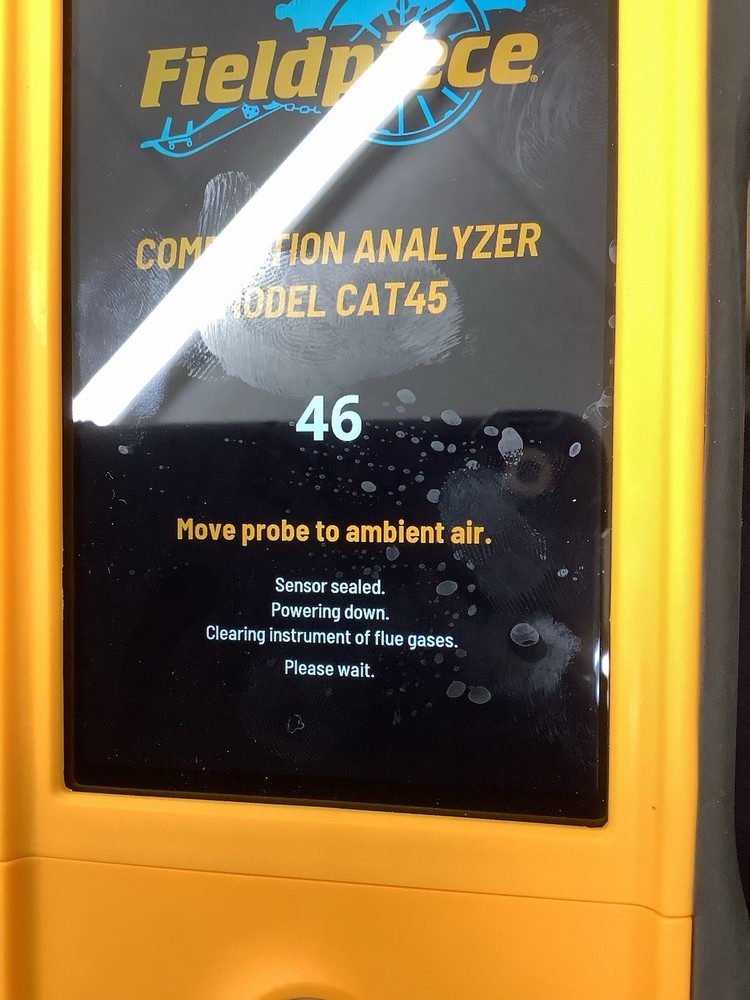 Fieldpiece
ANALYZER
MODEL CAT45
46
Move probe to ambient air.
Sensor sealed.
Powering down.
Clearing instrument of flue gases.
Please wait.